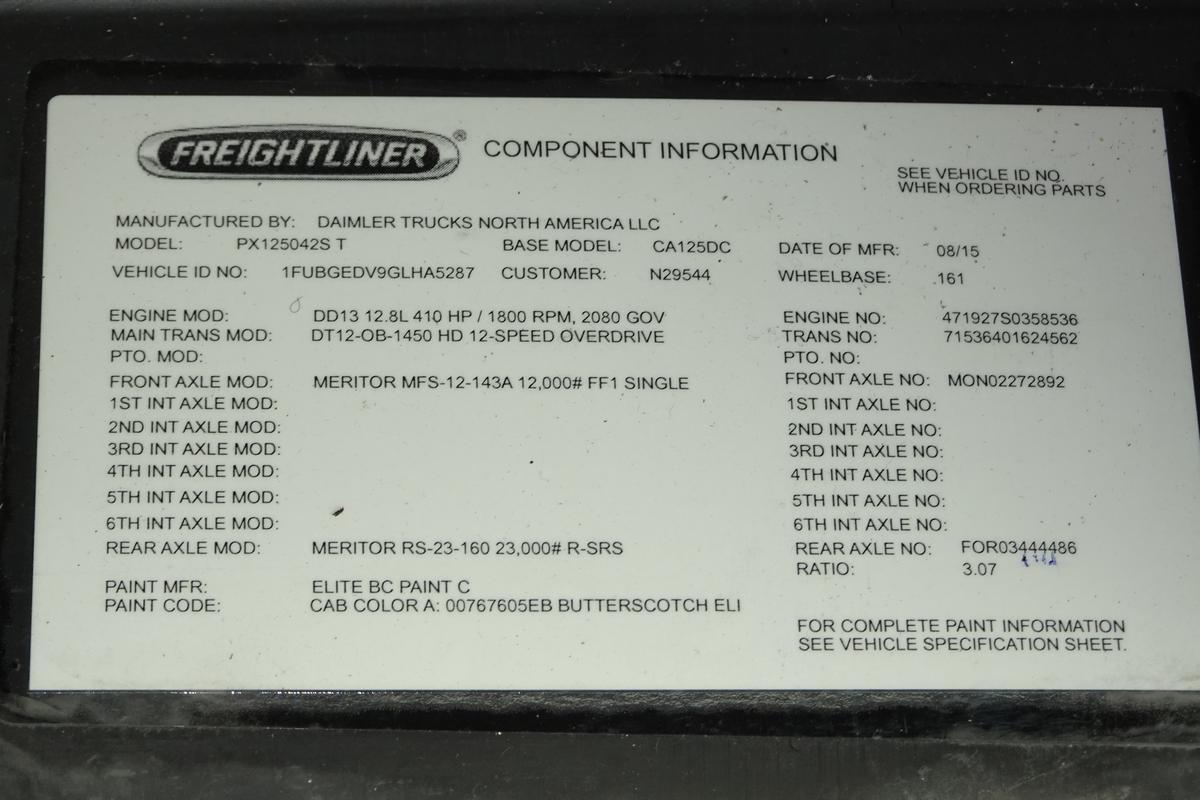 FREIGHTLINER® COMPONENT INFORMATION
SEE VEHICLE ID NO.
WHEN ORDERING PARTS
MANUFACTURED BY: DAIMLER TRUCKS NORTH AMERICA LLC
MODEL: PX125042S T BASE MODEL: CA125DC DATE OF MFR: 08/15
VEHICLE ID NO: 1FUBGEDV9GLHA5287 CUSTOMER: N29544 WHEELBASE: 161
ENGINE MOD: DD13 12.8L 410 HP / 1800 RPM, 2080 GOV ENGINE NO: 471927S0358536
MAIN TRANS MOD: DT12-OB-1450 HD 12-SPEED OVERDRIVE TRANS NO: 71536401624562
PTO. MOD: PTO. NO:
FRONT AXLE MOD: MERITOR MFS-12-143A 12,000# FF1 SINGLE FRONT AXLE NO: MON02272892
1ST INT AXLE MOD: 1ST INT AXLE NO:
2ND INT AXLE MOD: 2ND INT AXLE NO:
3RD INT AXLE MOD: 3RD INT AXLE NO:
4TH INT AXLE MOD: 4TH INT AXLE NO:
5TH INT AXLE MOD: 5TH INT AXLE NO:
6TH INT AXLE MOD: 6TH INT AXLE NO:
REAR AXLE MOD: MERITOR RS-23-160 23,000# R-SRS REAR AXLE NO: FOR03444486
RATIO: 3.07
PAINT MFR: ELITE BC PAINT C
PAINT CODE: CAB COLOR A: 00767605EB BUTTERSCOTCH ELI
FOR COMPLETE PAINT INFORMATION
SEE VEHICLE SPECIFICATION SHEET.